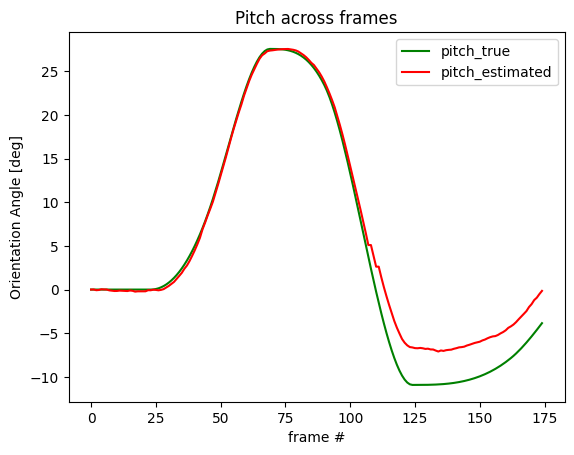 Pitch across frames
pitch_true
pitch_estimated
Orientation Angle [deg]
25
20
15
10
5
0
−5
−10
0 25 50 75 100 125 150 175
frame #